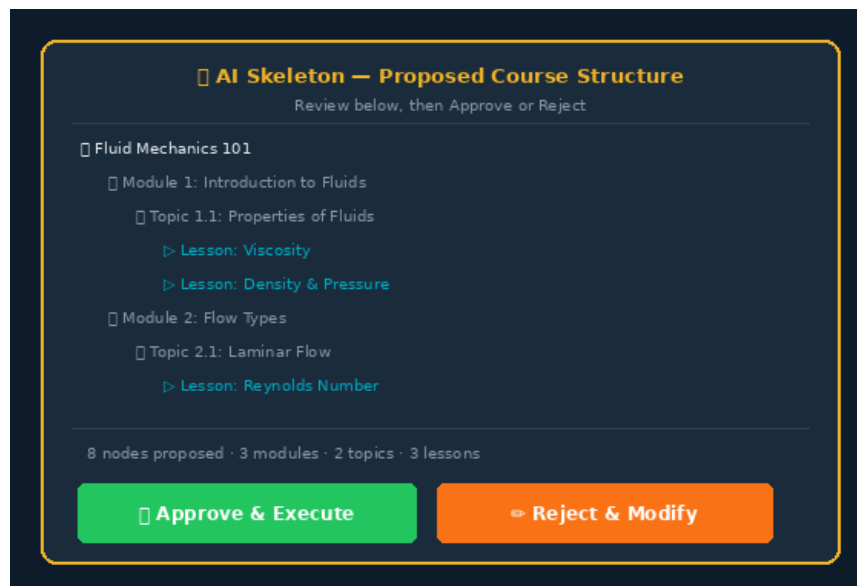 AI Skeleton — Proposed Course Structure
Review below, then Approve or Reject
Fluid Mechanics 101
Module 1: Introduction to Fluids
Topic 1.1: Properties of Fluids
▷ Lesson: Viscosity
▷ Lesson: Density & Pressure
Module 2: Flow Types
Topic 2.1: Laminar Flow
▷ Lesson: Reynolds Number
8 nodes proposed · 3 modules · 2 topics · 3 lessons
Approve & Execute
✏ Reject & Modify